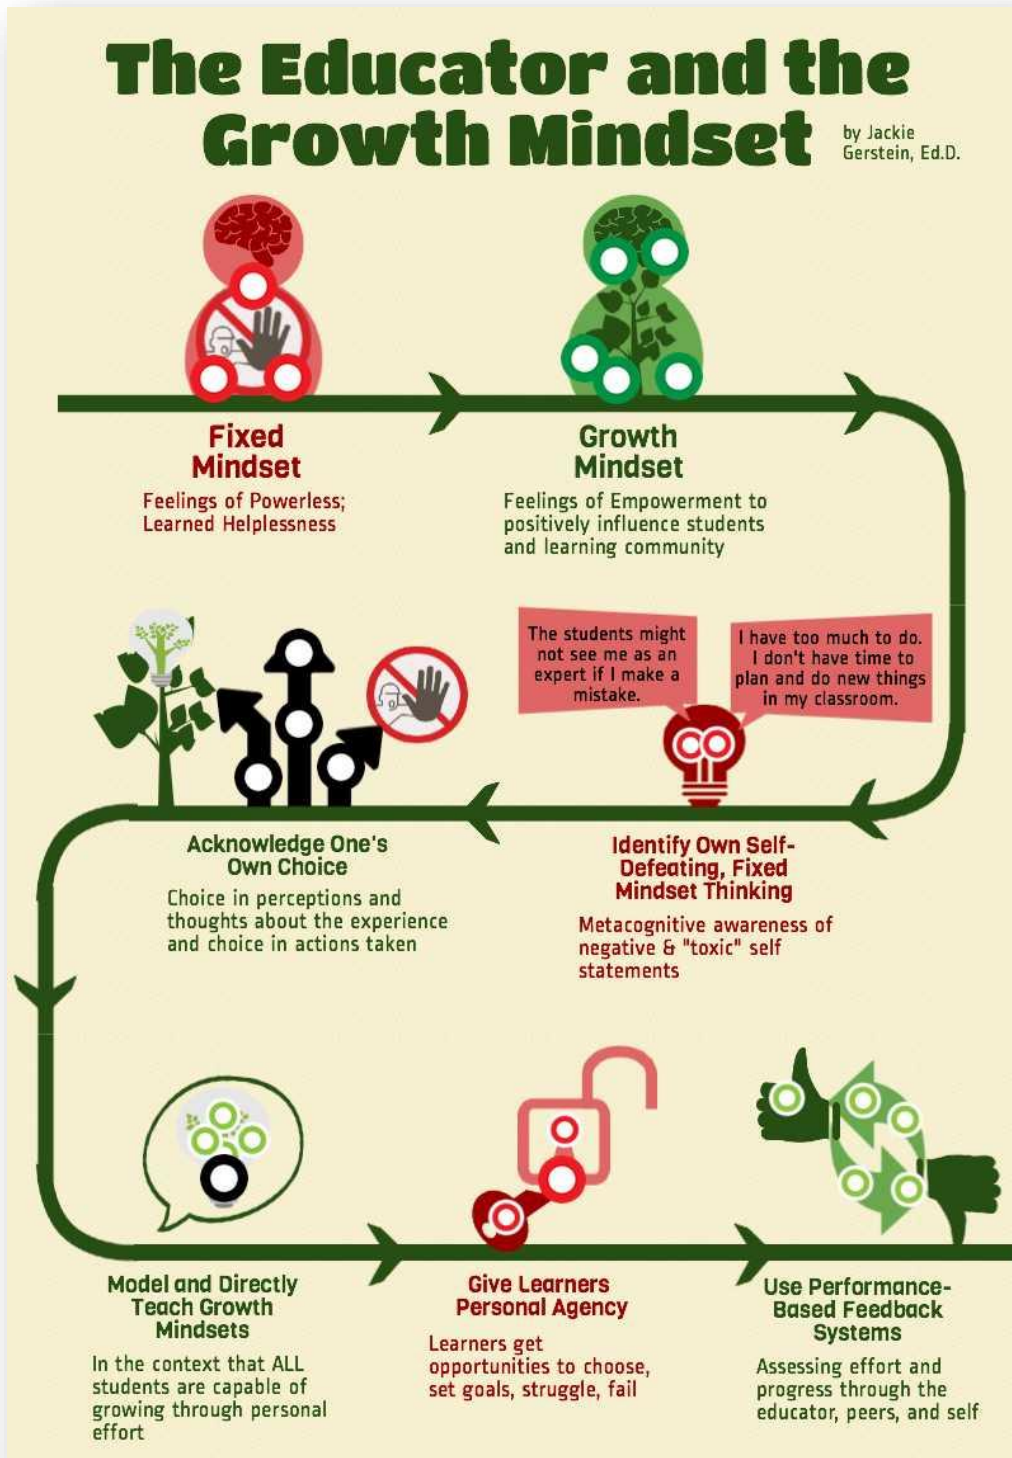 The Educator and the
Growth Mindset
by Jackie
Gerstein, Ed.D.
Fixed
Mindset
Feelings of Powerless;
Learned Helplessness
Growth
Mindset
Feelings of Empowerment to
positively influence students
and learning community
The students might
not see me as an
expert if I make a
mistake.
I have too much to do.
I don't have time to
plan and do new things
in my classroom.
Identify Own Self-
Defeating, Fixed
Mindset Thinking
Metacognitive awareness of
negative & "toxic" self
statements
Acknowledge One's
Own Choice
Choice in perceptions and
thoughts about the experience
and choice in actions taken
Model and Directly
Teach Growth
Mindsets
In the context that ALL
students are capable of
growing through personal
effort
Give Learners
Personal Agency
Learners get
opportunities to choose,
set goals, struggle, fail
Use Performance-
Based Feedback
Systems
Assessing effort and
progress through the
educator, peers, and self